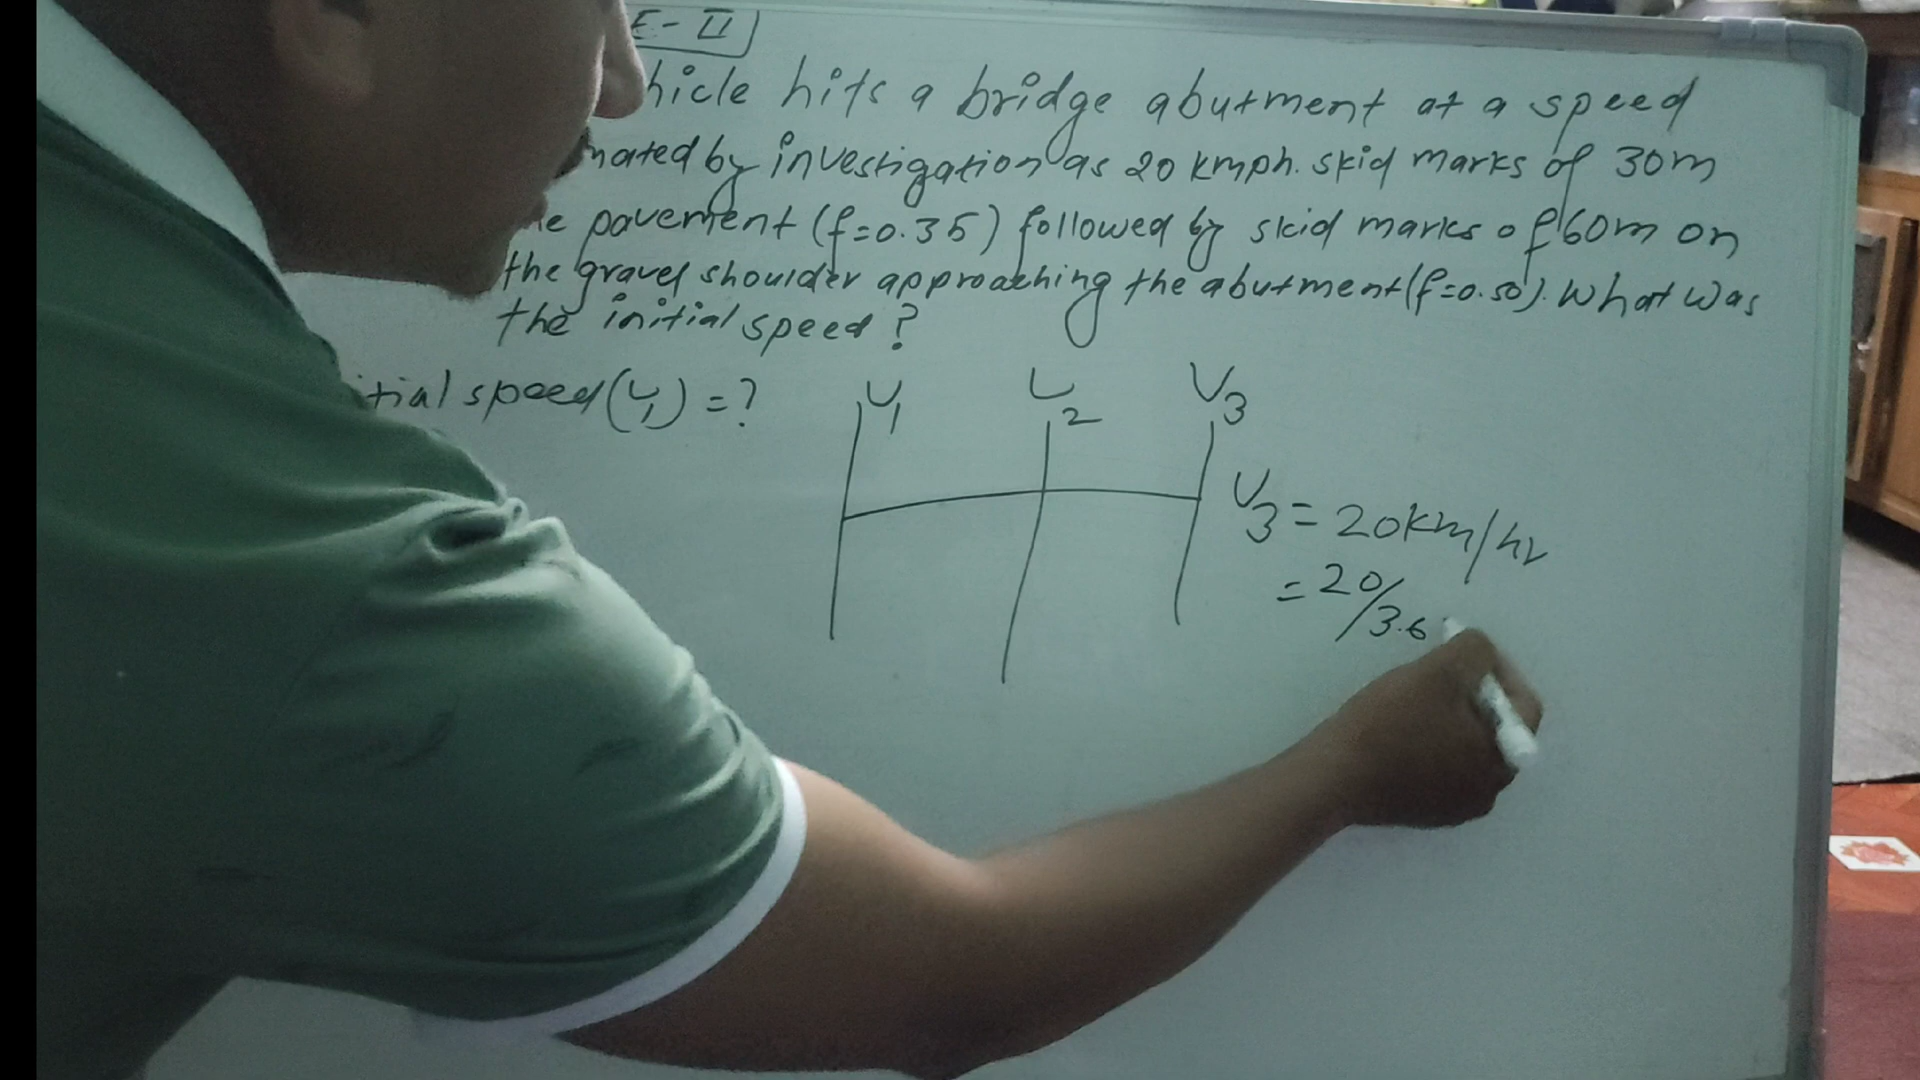 E-II
hicle hits a bridge abutment at a speed
nated by investigation as 20 kmph. skid marks of 30m
pavement (f=0.35) followed by skid marks of 60m on
the gravel shoulder approaching the abutment (f=0.50). What was
the initial speed?
itial speed (V1) = ?
V1 V2 V3
V3 = 20km/hr
= 20/3.6